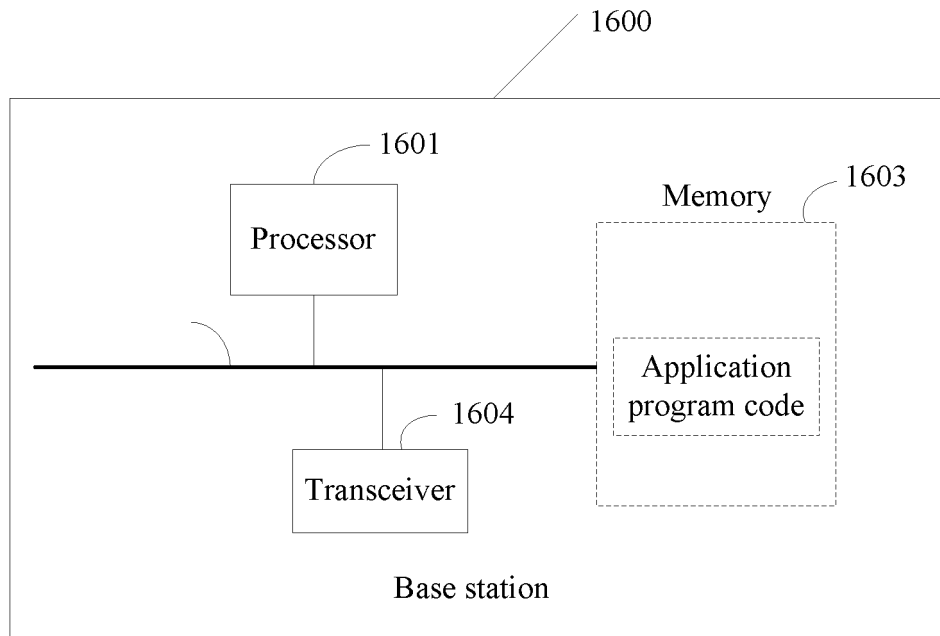 1600
1601
Processor
Memory
1603
Application
program code
1604
Transceiver
Base station